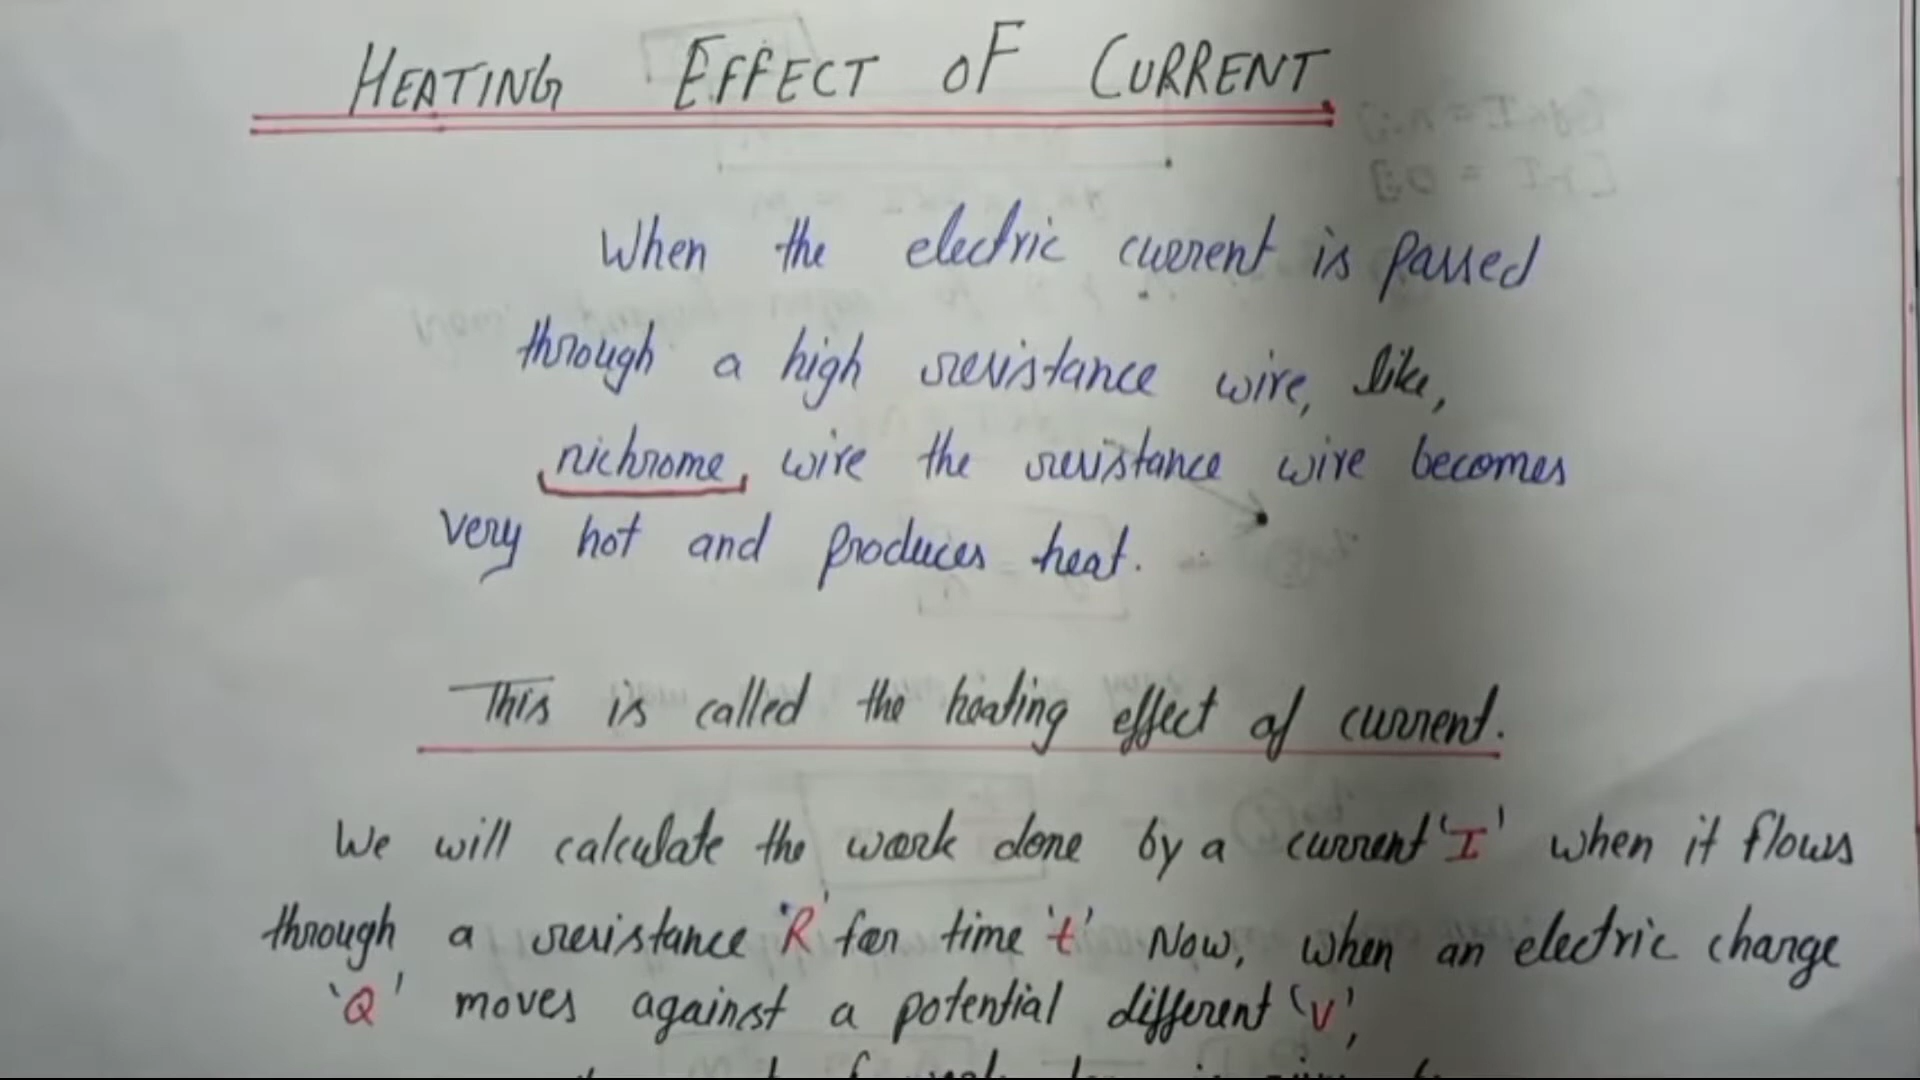 HEATING EFFECT OF CURRENT
When the electric current is passed
through a high resistance wire, like,
nichrome wire the resistance wire becomes
very hot and produces heat.
This is called the heating effect of current.
We will calculate the work done by a current 'I' when it flows
through a resistance 'R' for time 't'. Now, when an electric charge
'Q' moves against a potential different 'V',